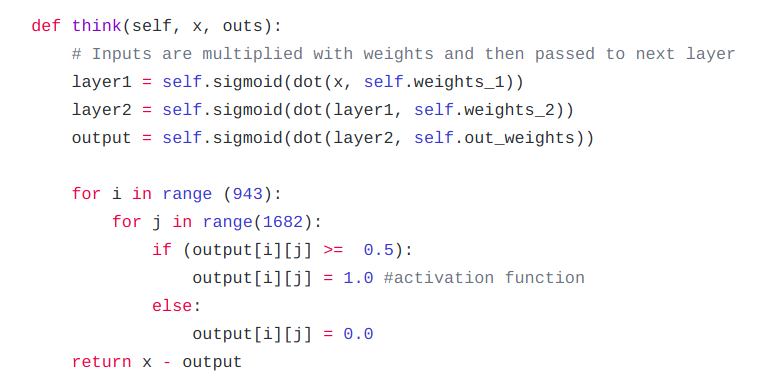 def think(self, x, outs):
    # Inputs are multiplied with weights and then passed to next layer
    layer1 = self.sigmoid(dot(x, self.weights_1))
    layer2 = self.sigmoid(dot(layer1, self.weights_2))
    output = self.sigmoid(dot(layer2, self.out_weights))

    for i in range (943):
        for j in range(1682):
            if (output[i][j] >=  0.5):
                output[i][j] = 1.0 #activation function
            else:
                output[i][j] = 0.0
    return x - output